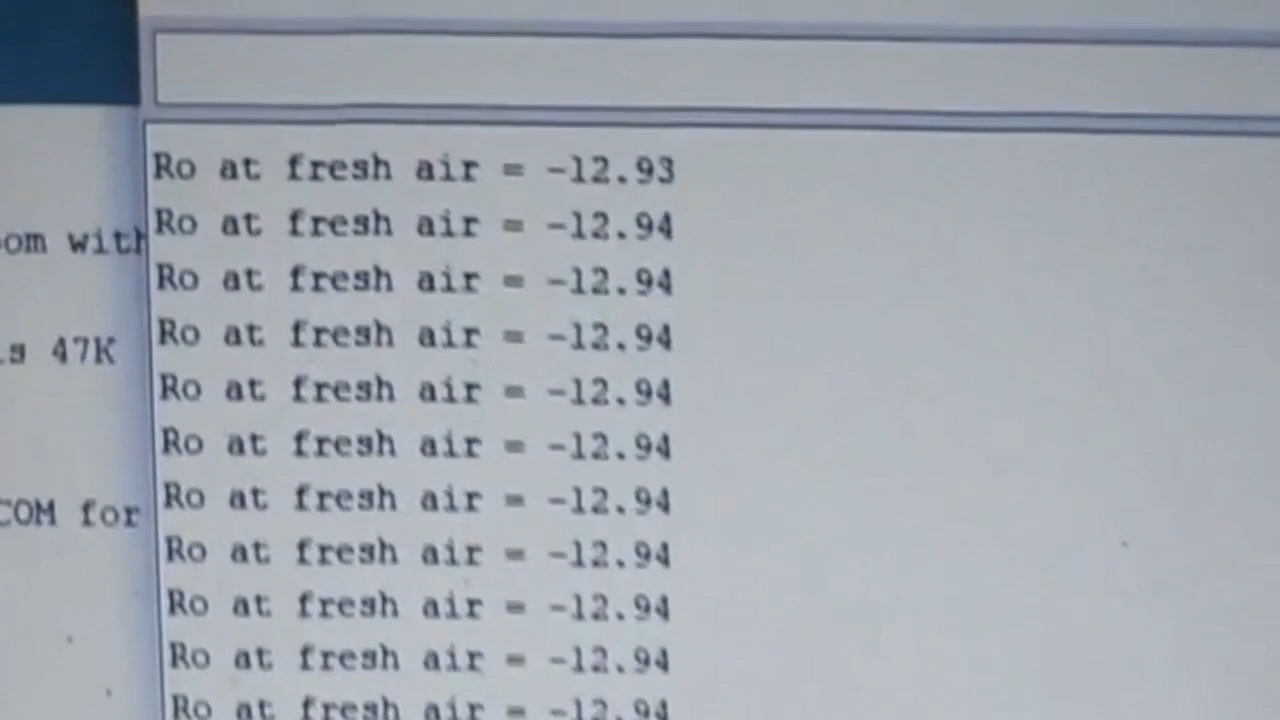 Ro at fresh air = -12.93
Ro at fresh air = -12.94
om with
Ro at fresh air = -12.94
Ro at fresh air = -12.94
is 47K
Ro at fresh air = -12.94
Ro at fresh air = -12.94
Ro at fresh air = -12.94
COM for
Ro at fresh air = -12.94
Ro at fresh air = -12.94
Ro at fresh air = -12.94
Ro at fresh air = -12.94